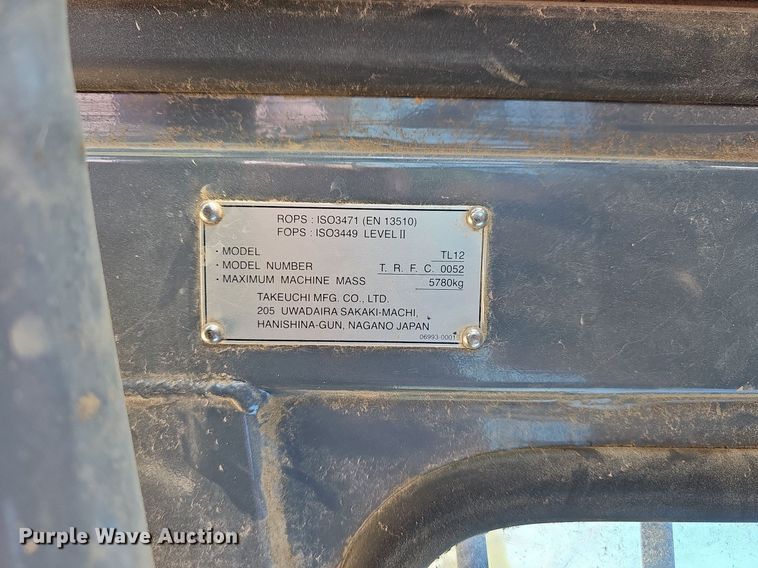 ROPS : ISO3471 (EN 13510)
FOPS : ISO3449 LEVEL II
· MODEL TL12
· MODEL NUMBER T. R. F. C. 0052
· MAXIMUM MACHINE MASS 5780kg
TAKEUCHI MFG. CO., LTD.
205 UWADAIRA SAKAKI-MACHI,
HANISHINA-GUN, NAGANO JAPAN
Purple Wave Auction